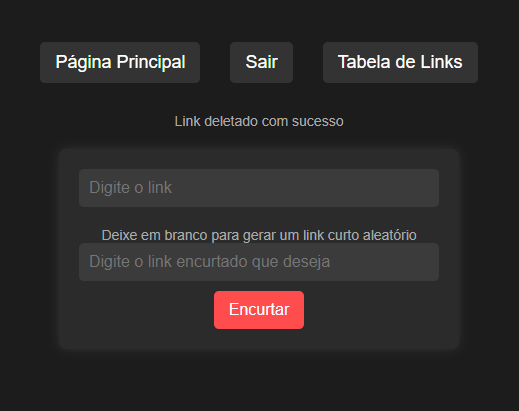 Página Principal
Sair
Tabela de Links
Link deletado com sucesso
Digite o link
Deixe em branco para gerar um link curto aleatório
Digite o link encurtado que deseja
Encurtar